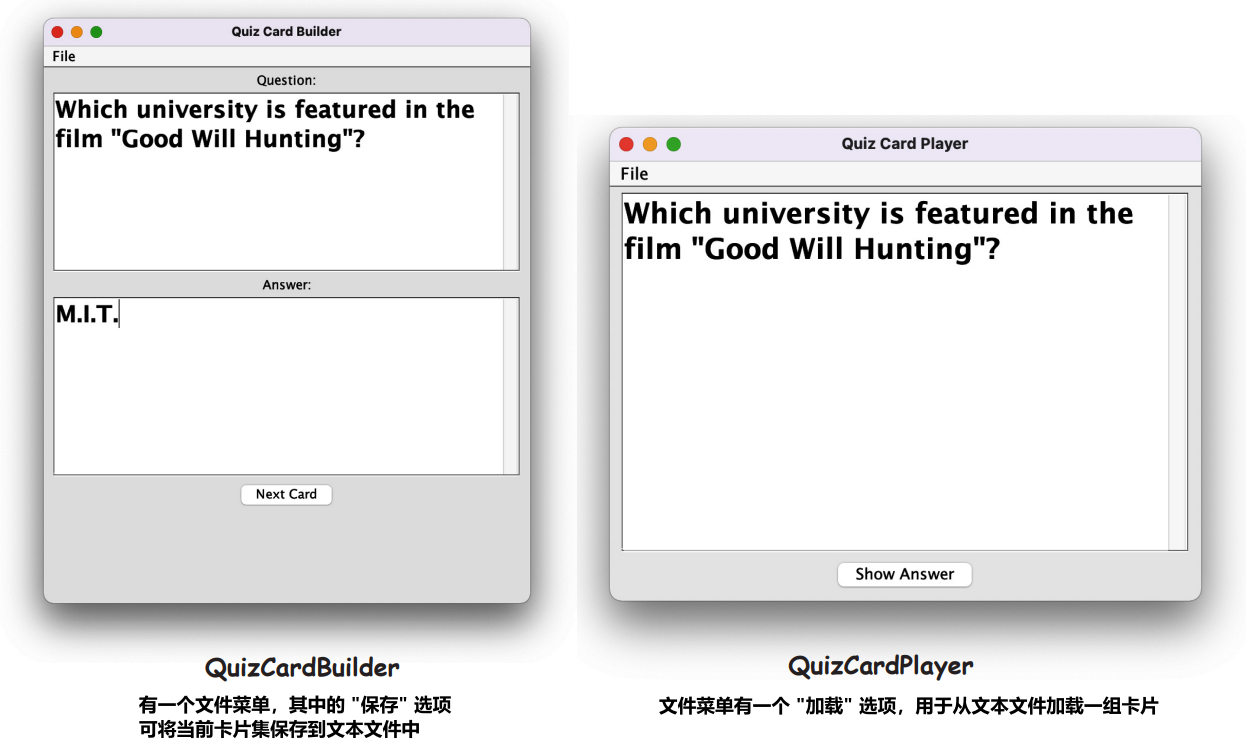 Quiz Card Builder
File
Question:
Which university is featured in the
film "Good Will Hunting"?
Answer:
M.I.T.
Next Card
QuizCardBuilder
有一个文件菜单，其中的 "保存" 选项
可将当前卡片集保存到文本文件中
Quiz Card Player
File
Which university is featured in the
film "Good Will Hunting"?
Show Answer
QuizCardPlayer
文件菜单有一个 "加载" 选项，用于从文本文件加载一组卡片